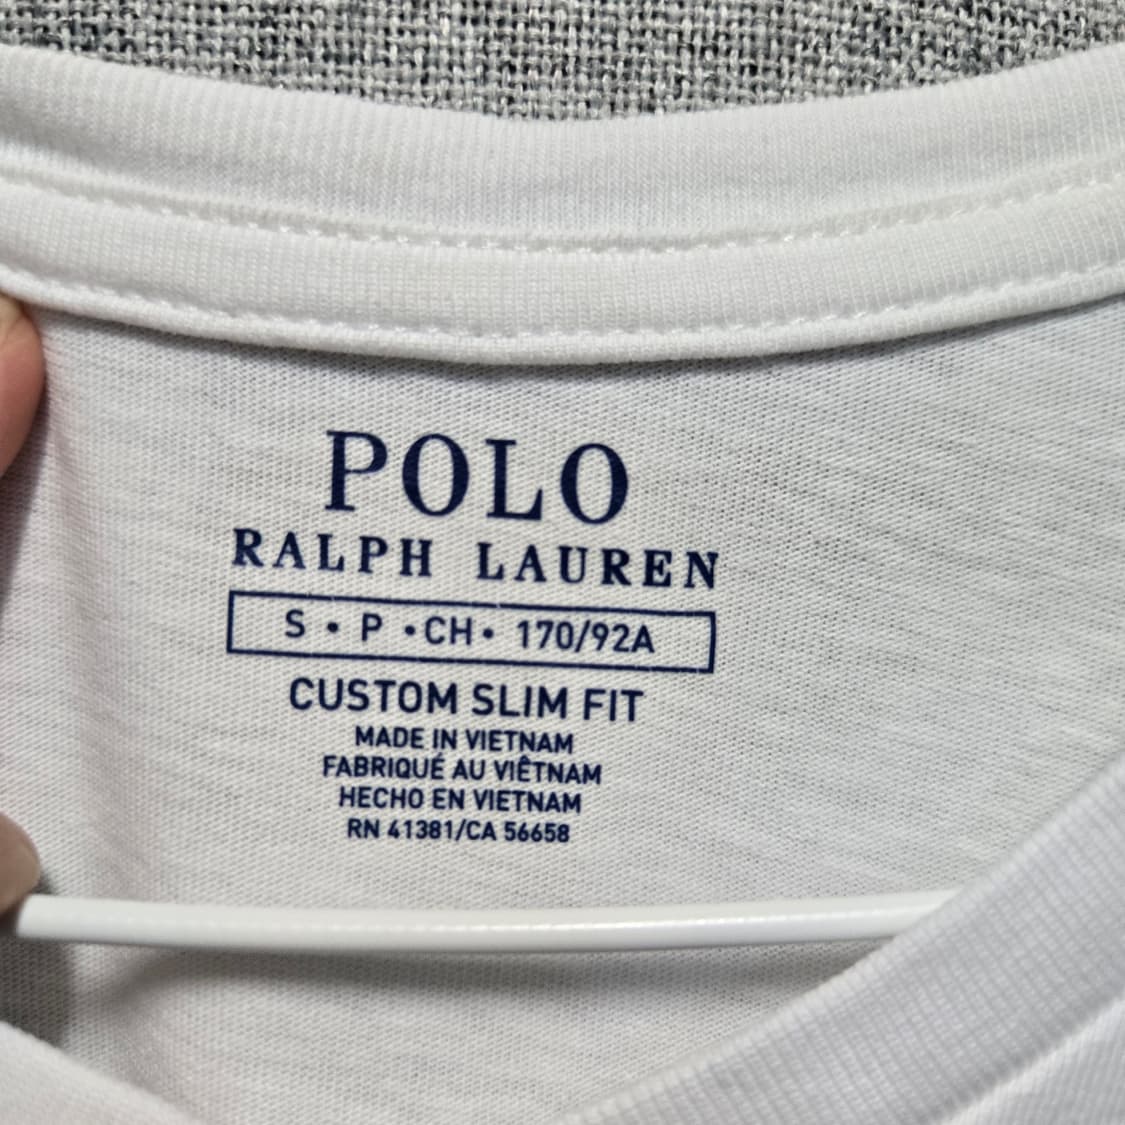 POLO
RALPH LAUREN
S • P • CH • 170/92A
CUSTOM SLIM FIT
MADE IN VIETNAM
FABRIQUÉ AU VIÊTNAM
HECHO EN VIETNAM
RN 41381/CA 56658